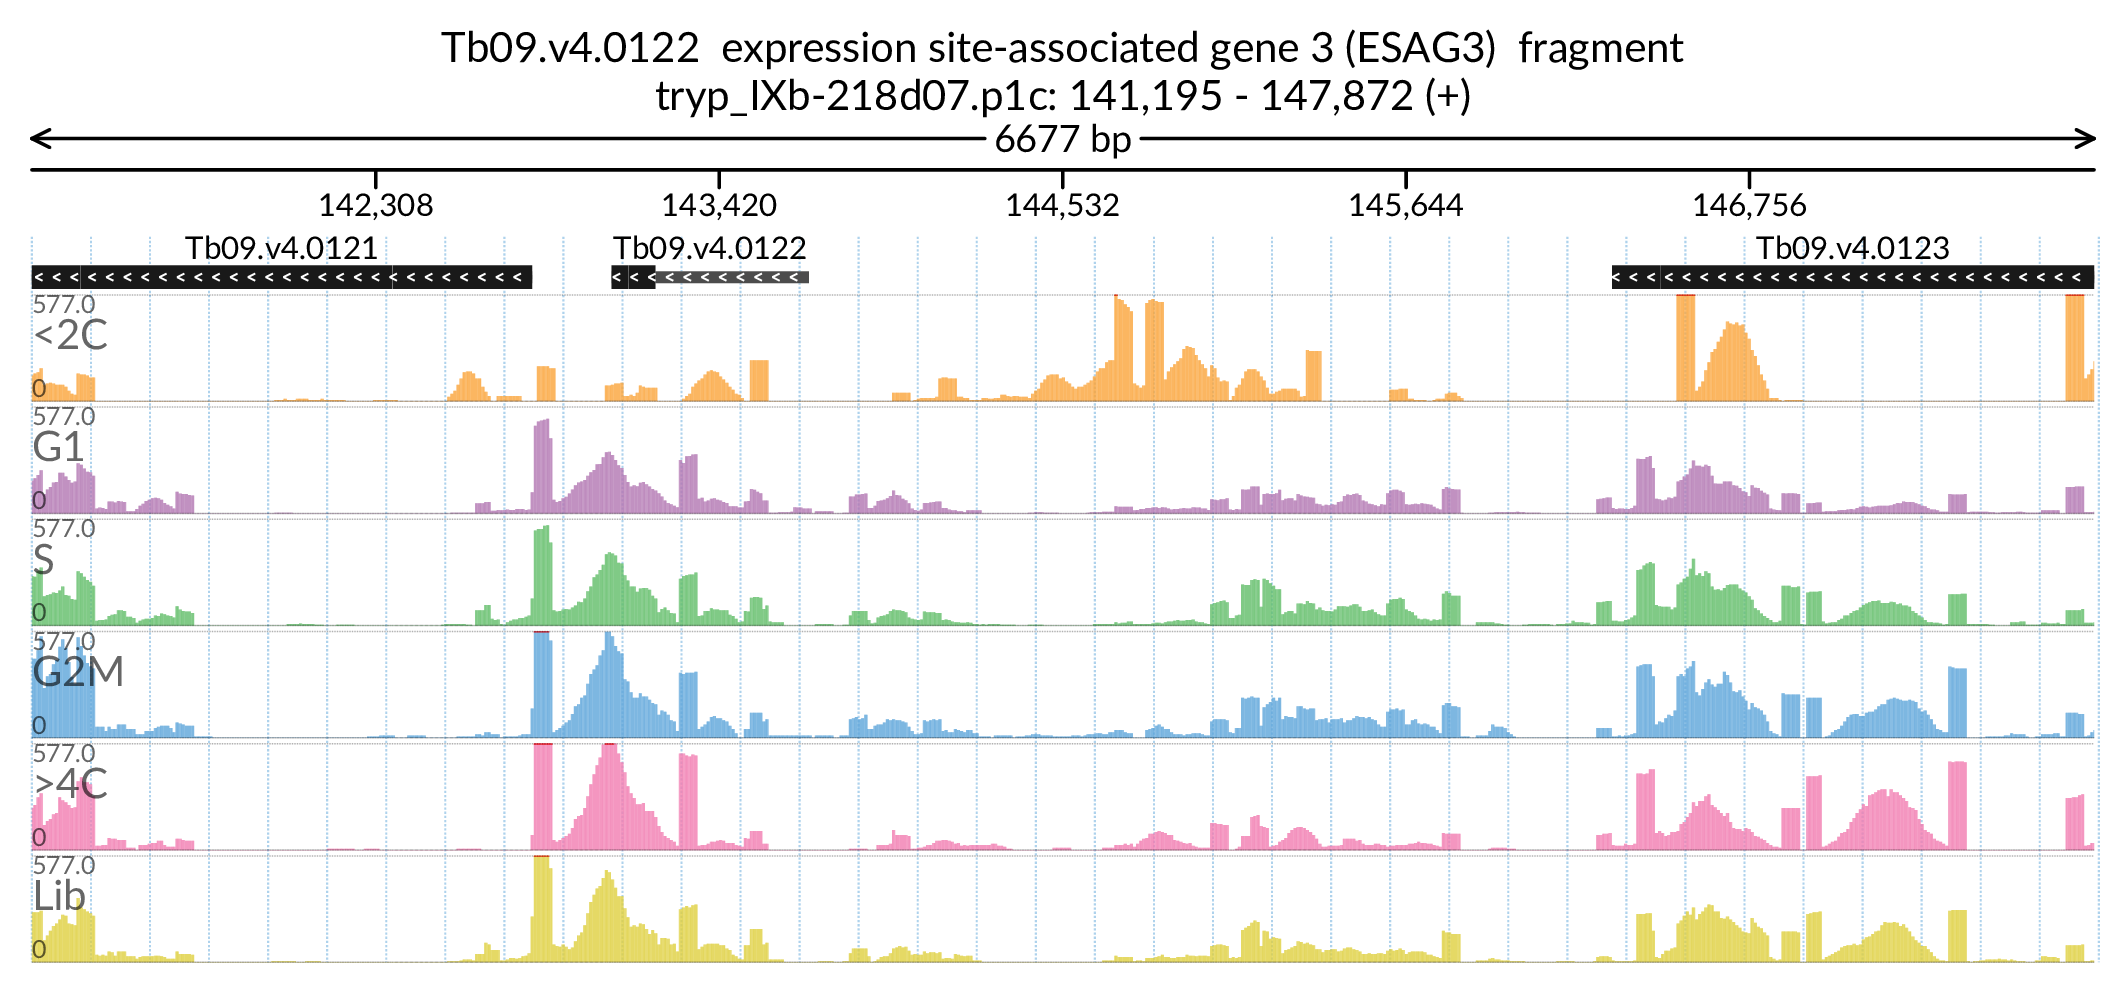 Tb09.v4.0122 expression site-associated gene 3 (ESAG3) fragment
tryp_IXb-218d07.p1c: 141,195 - 147,872 (+)
6677 bp
142,308 143,420 144,532 145,644 146,756
Tb09.v4.0121 Tb09.v4.0122 Tb09.v4.0123
577.0
<2C
0
577.0
G1
0
577.0
S
0
577.0
G2M
0
577.0
>4C
0
577.0
Lib
0